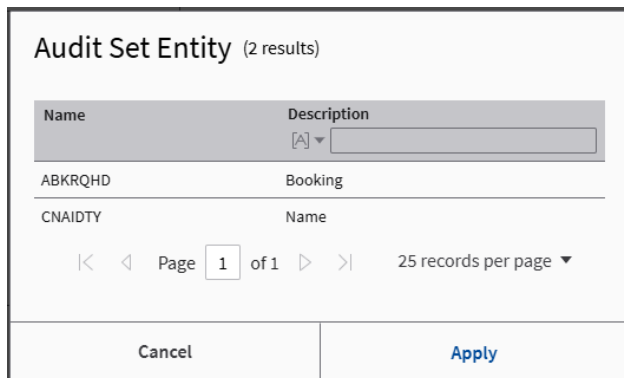 Audit Set Entity (2 results)
Name Description
[A]
ABKRQHD Booking
CNAIDTY Name
Page 1 of 1 25 records per page
Cancel Apply